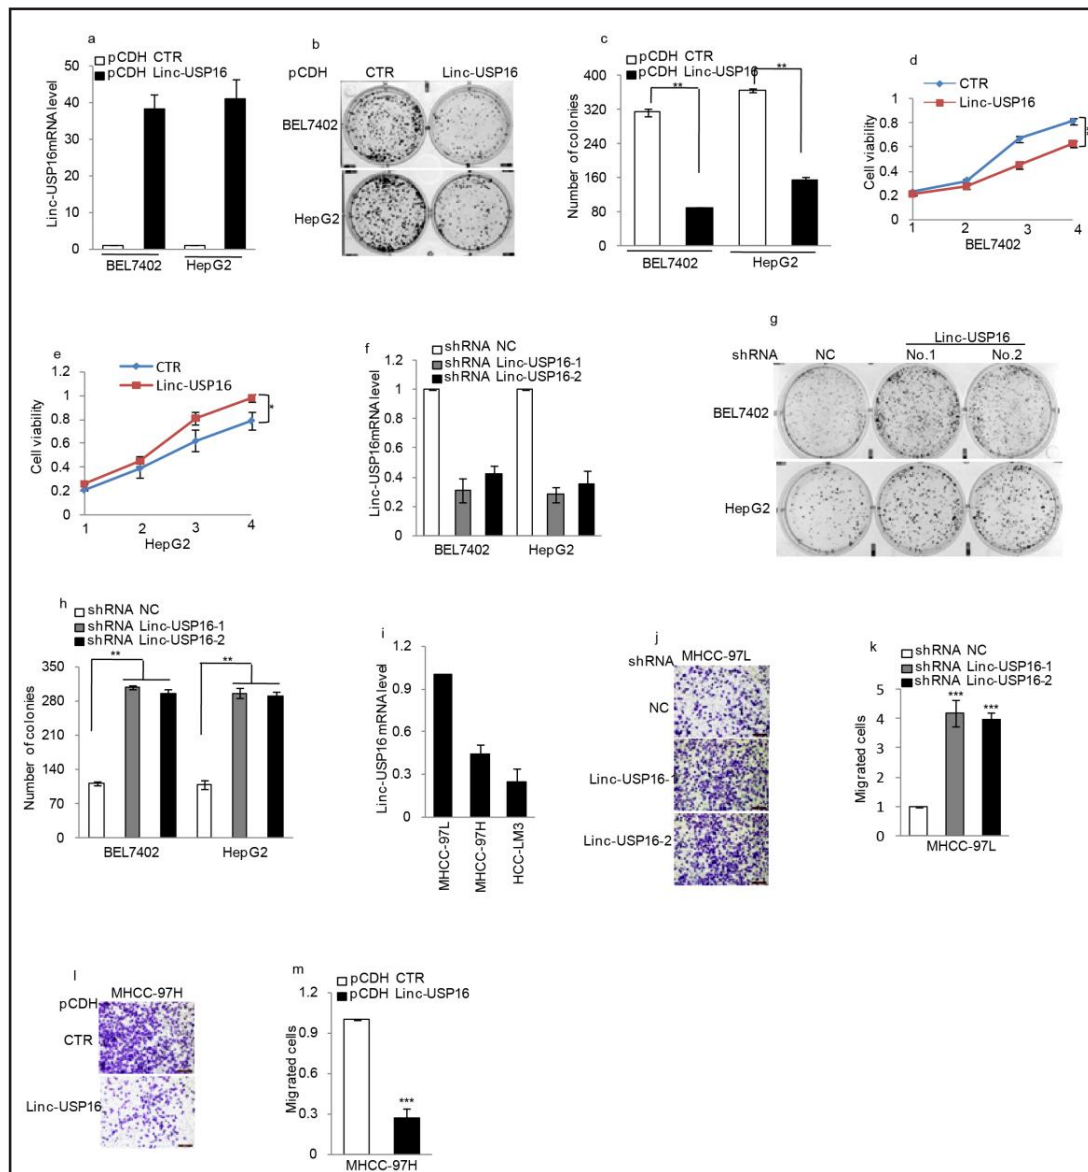 a
pCDH CTR
pCDH Linc-USP16
Linc-USP16mRNA level
50
40
30
20
10
0
BEL7402
HepG2
b
pCDH
CTR
Linc-USP16
BEL7402
HepG2
c
pCDH CTR
pCDH Linc-USP16
Number of colonies
400
320
240
160
80
0
**
**
BEL7402
HepG2
d
CTR
Linc-USP16
Cell viability
1
0.8
0.6
0.4
0.2
0
1
2
3
4
BEL7402
e
CTR
Linc-USP16
Cell viability
1.2
1
0.8
0.6
0.4
0.2
0
*
1
2
3
4
HepG2
f
shRNA NC
shRNA Linc-USP16-1
shRNA Linc-USP16-2
Linc-USP16mRNA level
1.2
1
0.8
0.6
0.4
0.2
0
BEL7402
HepG2
g
Linc-USP16
shRNA
NC
No.1
No.2
BEL7402
HepG2
h
shRNA NC
shRNA Linc-USP16-1
shRNA Linc-USP16-2
Number of colonies
350
280
210
140
70
0
**
**
BEL7402
HepG2
i
Linc-USP16 mRNA level
1.2
0.9
0.6
0.3
0
MHCC-97L
MHCC-97H
HCC-LM3
j
shRNA
MHCC-97L
NC
Linc-USP16-1
Linc-USP16-2
k
shRNA NC
shRNA Linc-USP16-1
shRNA Linc-USP16-2
Migrated cells
5
4
3
2
1
0
***
***
MHCC-97L
l
MHCC-97H
pCDH
CTR
Linc-USP16
m
pCDH CTR
pCDH Linc-USP16
Migrated cells
1.2
0.9
0.6
0.3
0
***
MHCC-97H